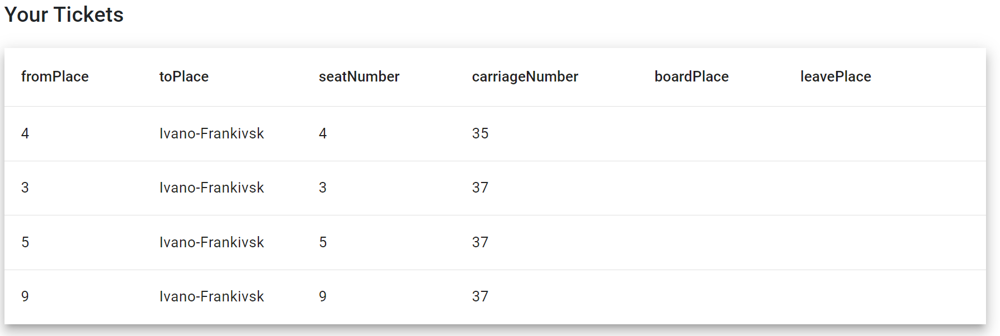 Your Tickets
fromPlace toPlace seatNumber carriageNumber boardPlace leavePlace
4 Ivano-Frankivsk 4 35
3 Ivano-Frankivsk 3 37
5 Ivano-Frankivsk 5 37
9 Ivano-Frankivsk 9 37